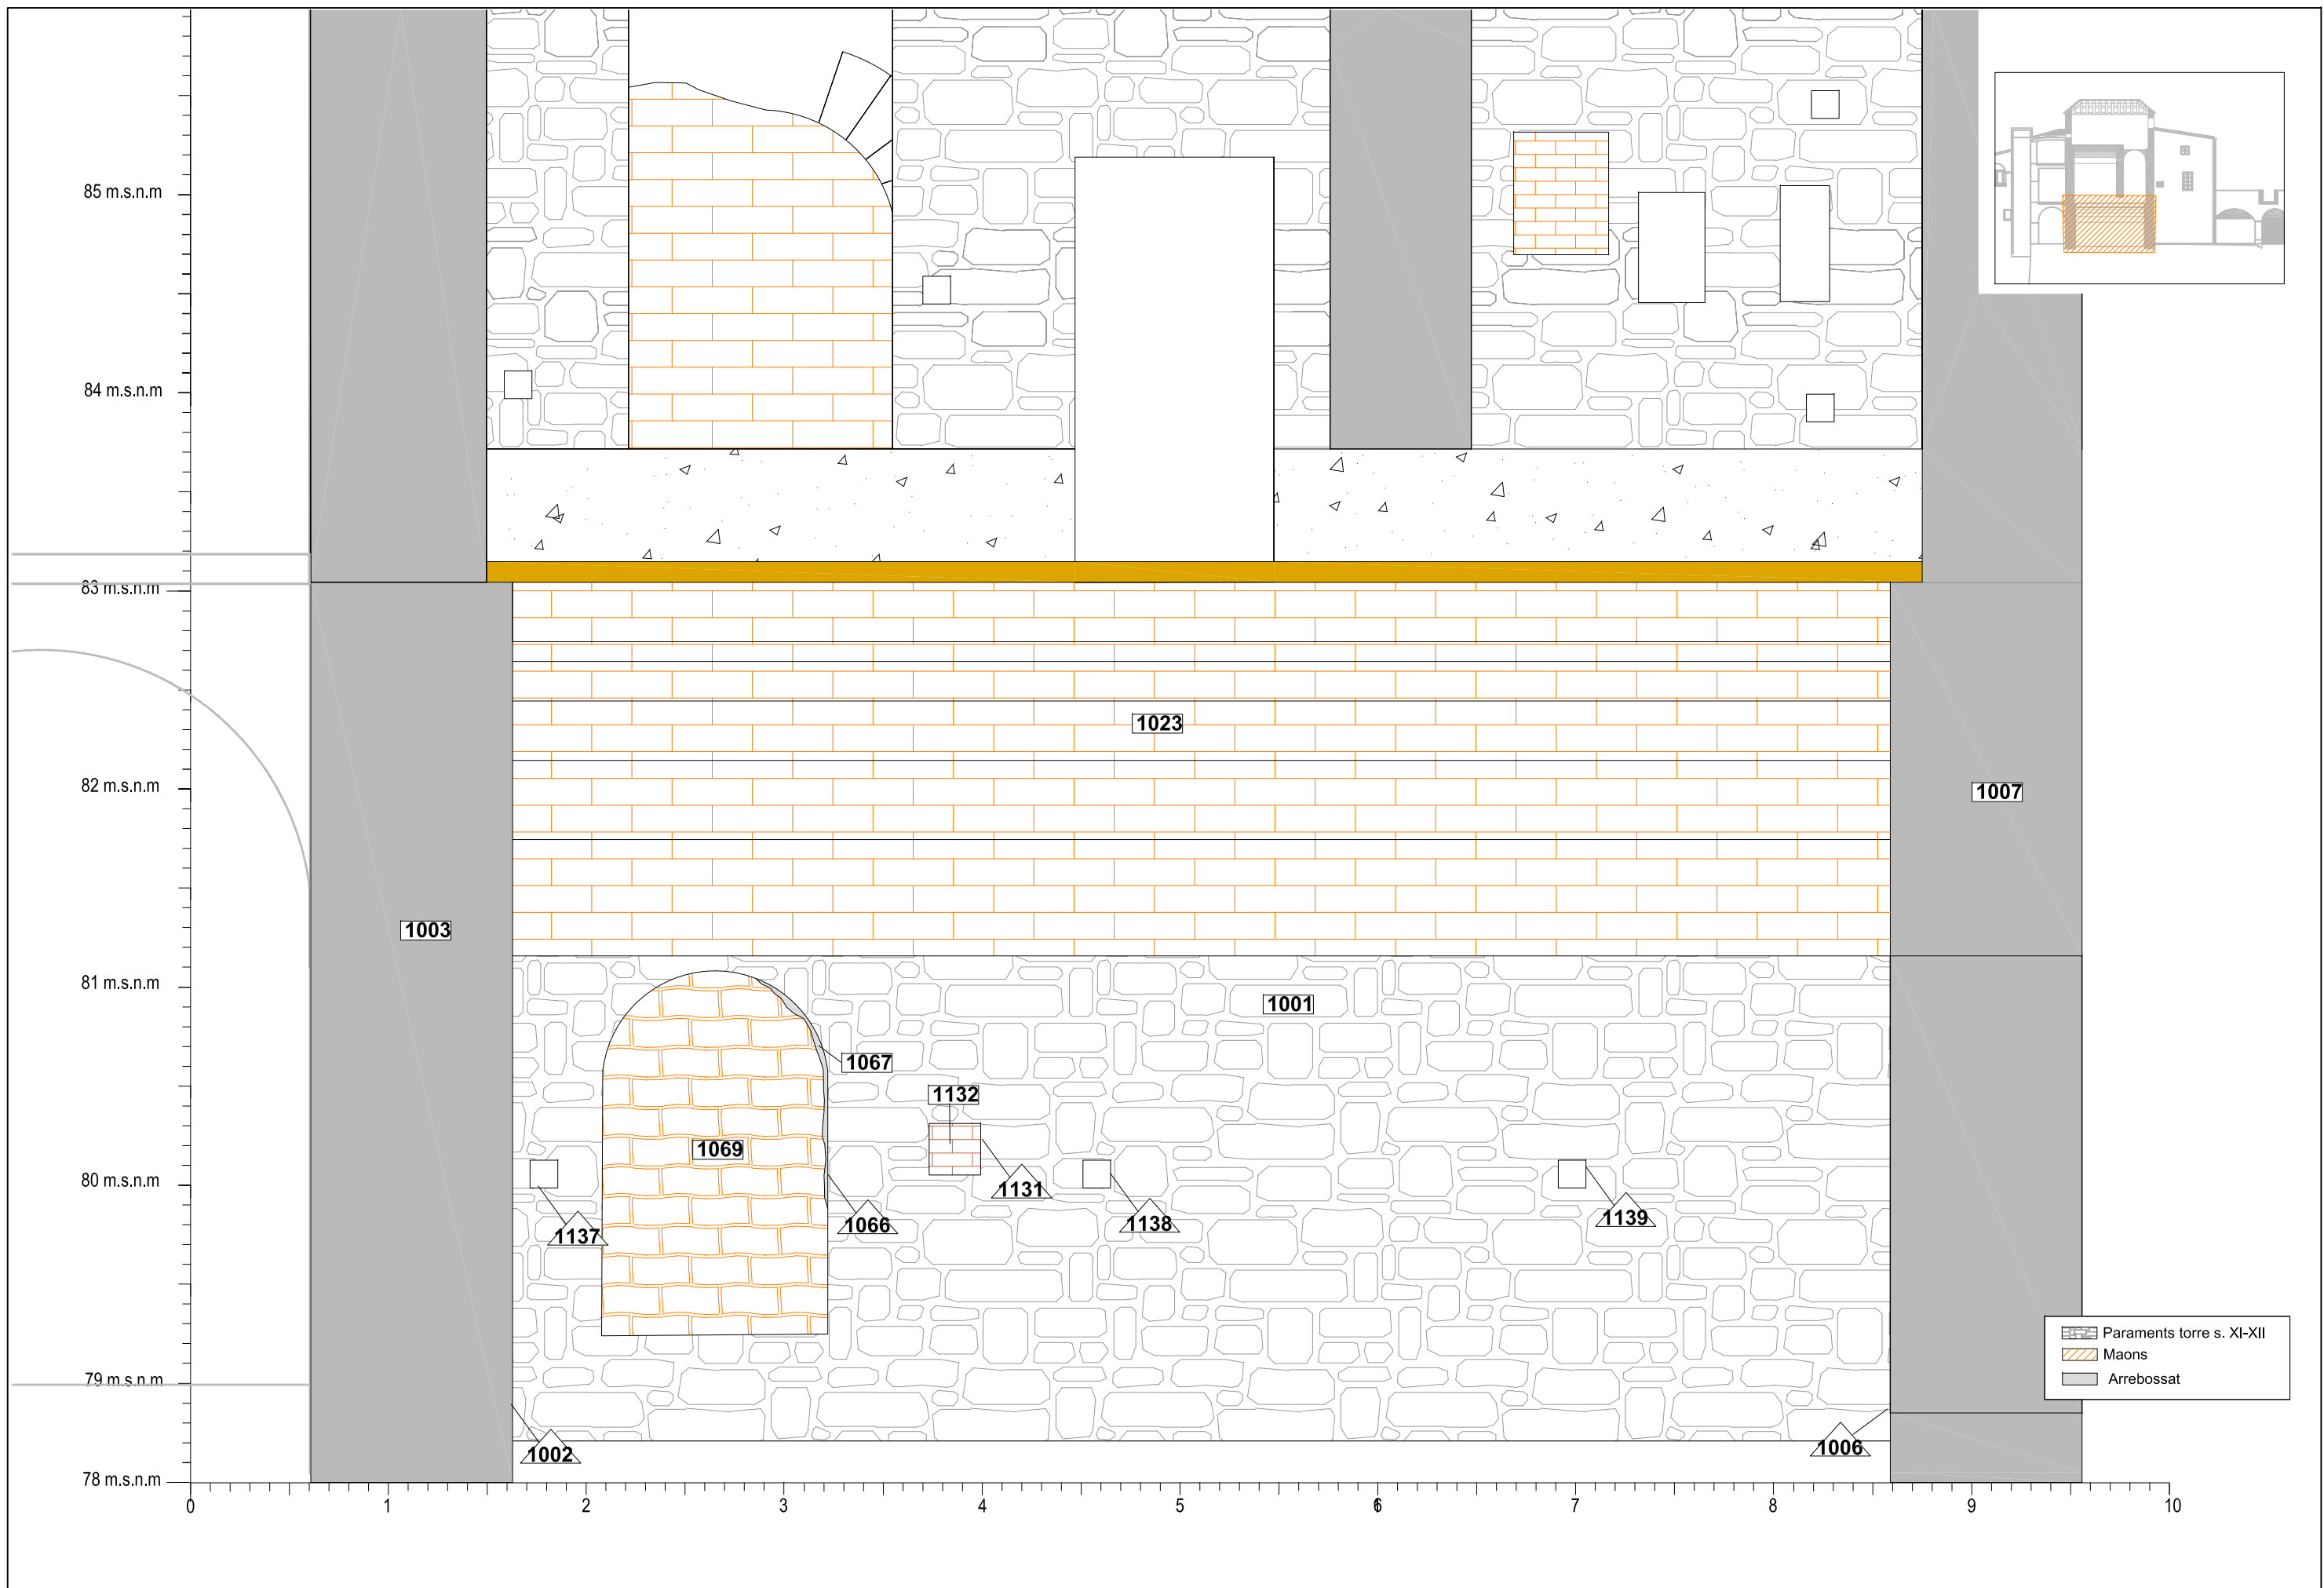 85 m.s.n.m
84 m.s.n.m
83 m.s.n.m
1023
82 m.s.n.m
1007
1003
81 m.s.n.m
1001
1067
1132
1069
80 m.s.n.m
1131
1137
1066
1138
1139
Paraments torre s. XI-XII
Maons
79 m.s.n.m
Arrebossat
1002
1006
78 m.s.n.m
0 1 2 3 4 5 6 7 8 9 10